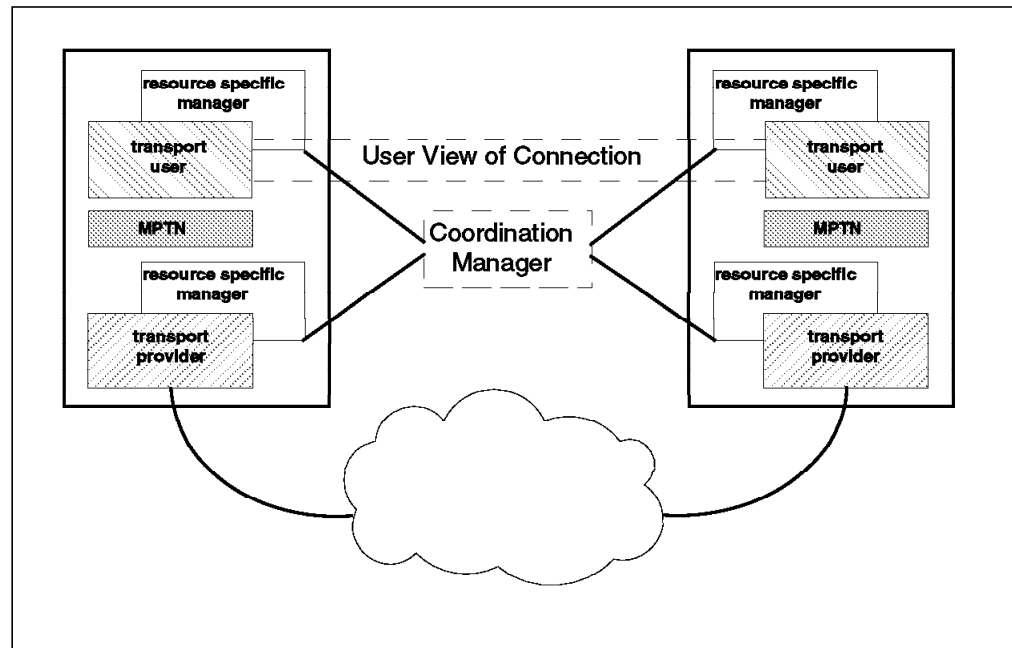 resource specific
manager
transport
user
MPTN
resource specific
manager
transport
provider
User View of Connection
Coordination
Manager
resource specific
manager
transport
user
MPTN
resource specific
manager
transport
provider